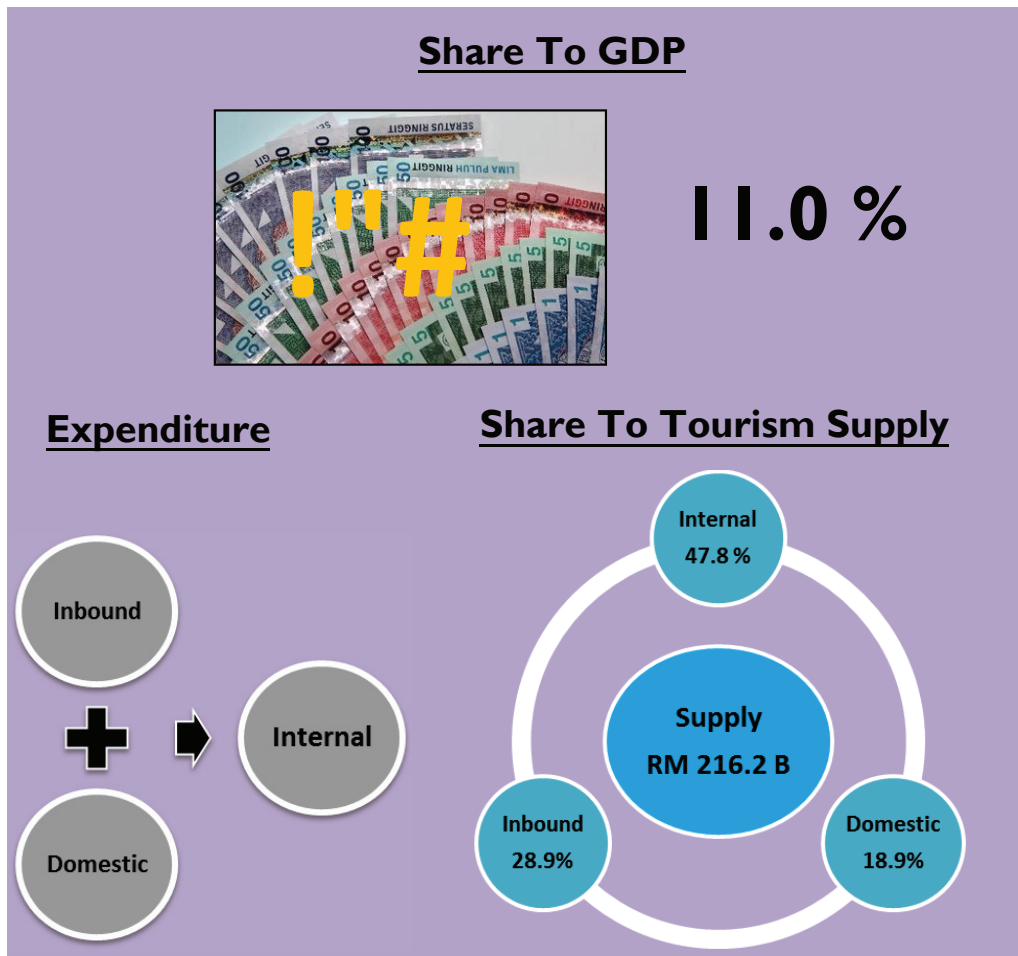 Share To GDP
SERATUS RINGGIT
LIMA PULUH RINGGIT
!"#
11.0 %
Expenditure
Share To Tourism Supply
Inbound
Domestic
Internal
Internal
47.8 %
Supply
RM 216.2 B
Inbound
28.9%
Domestic
18.9%